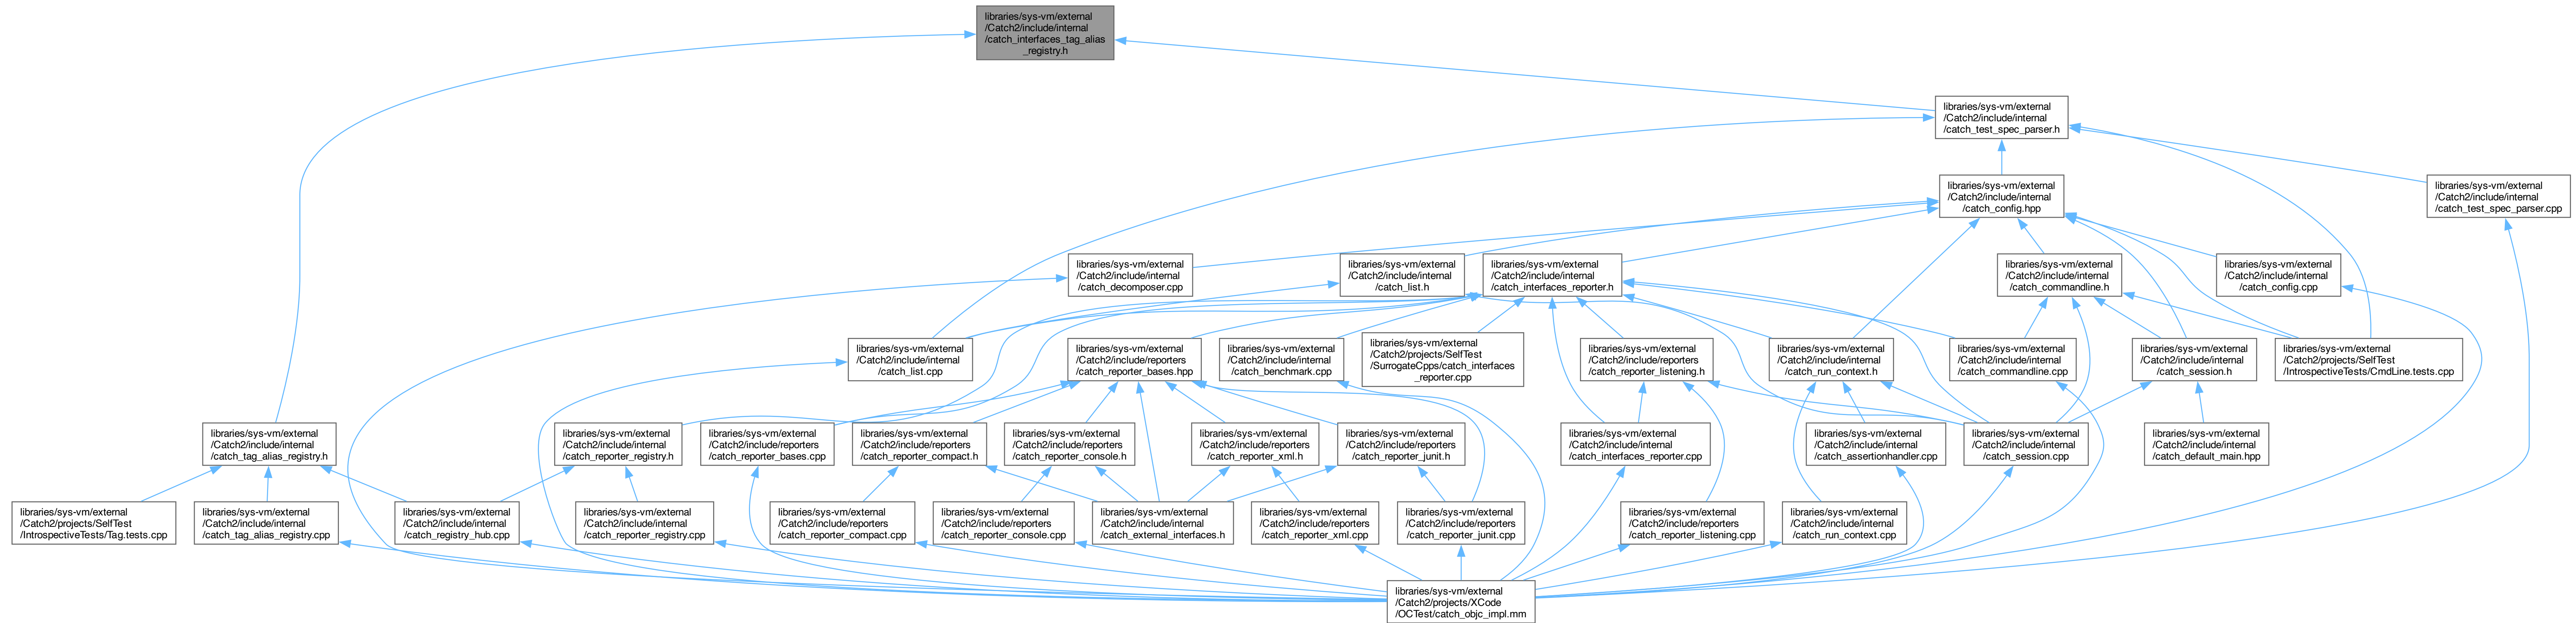 libraries/sys-vm/external
/Catch2/include/internal
/catch_interfaces_tag_alias
_registry.h
libraries/sys-vm/external
/Catch2/include/internal
/catch_test_spec_parser.h
libraries/sys-vm/external
/Catch2/include/internal
/catch_config.hpp
libraries/sys-vm/external
/Catch2/include/internal
/catch_test_spec_parser.cpp
libraries/sys-vm/external
/Catch2/include/internal
/catch_decomposer.cpp
libraries/sys-vm/external
/Catch2/include/internal
/catch_list.h
libraries/sys-vm/external
/Catch2/include/internal
/catch_interfaces_reporter.h
libraries/sys-vm/external
/Catch2/include/internal
/catch_commandline.h
libraries/sys-vm/external
/Catch2/include/internal
/catch_config.cpp
libraries/sys-vm/external
/Catch2/include/internal
/catch_list.cpp
libraries/sys-vm/external
/Catch2/include/reporters
/catch_reporter_bases.hpp
libraries/sys-vm/external
/Catch2/include/internal
/catch_benchmark.cpp
libraries/sys-vm/external
/Catch2/projects/SelfTest
/SurrogateCpps/catch_interfaces
_reporter.cpp
libraries/sys-vm/external
/Catch2/include/reporters
/catch_reporter_listening.h
libraries/sys-vm/external
/Catch2/include/internal
/catch_run_context.h
libraries/sys-vm/external
/Catch2/include/internal
/catch_commandline.cpp
libraries/sys-vm/external
/Catch2/include/internal
/catch_session.h
libraries/sys-vm/external
/Catch2/projects/SelfTest
/IntrospectiveTests/CmdLine.tests.cpp
libraries/sys-vm/external
/Catch2/include/internal
/catch_tag_alias_registry.h
libraries/sys-vm/external
/Catch2/include/internal
/catch_reporter_registry.h
libraries/sys-vm/external
/Catch2/include/reporters
/catch_reporter_bases.cpp
libraries/sys-vm/external
/Catch2/include/reporters
/catch_reporter_compact.h
libraries/sys-vm/external
/Catch2/include/reporters
/catch_reporter_console.h
libraries/sys-vm/external
/Catch2/include/reporters
/catch_reporter_xml.h
libraries/sys-vm/external
/Catch2/include/reporters
/catch_reporter_junit.h
libraries/sys-vm/external
/Catch2/include/internal
/catch_interfaces_reporter.cpp
libraries/sys-vm/external
/Catch2/include/internal
/catch_assertionhandler.cpp
libraries/sys-vm/external
/Catch2/include/internal
/catch_session.cpp
libraries/sys-vm/external
/Catch2/include/internal
/catch_default_main.hpp
libraries/sys-vm/external
/Catch2/projects/SelfTest
/IntrospectiveTests/Tag.tests.cpp
libraries/sys-vm/external
/Catch2/include/internal
/catch_tag_alias_registry.cpp
libraries/sys-vm/external
/Catch2/include/internal
/catch_registry_hub.cpp
libraries/sys-vm/external
/Catch2/include/internal
/catch_reporter_registry.cpp
libraries/sys-vm/external
/Catch2/include/reporters
/catch_reporter_compact.cpp
libraries/sys-vm/external
/Catch2/include/reporters
/catch_reporter_console.cpp
libraries/sys-vm/external
/Catch2/include/internal
/catch_external_interfaces.h
libraries/sys-vm/external
/Catch2/include/reporters
/catch_reporter_xml.cpp
libraries/sys-vm/external
/Catch2/include/reporters
/catch_reporter_junit.cpp
libraries/sys-vm/external
/Catch2/include/reporters
/catch_reporter_listening.cpp
libraries/sys-vm/external
/Catch2/include/internal
/catch_run_context.cpp
libraries/sys-vm/external
/Catch2/projects/XCode
/OCTest/catch_objc_impl.mm